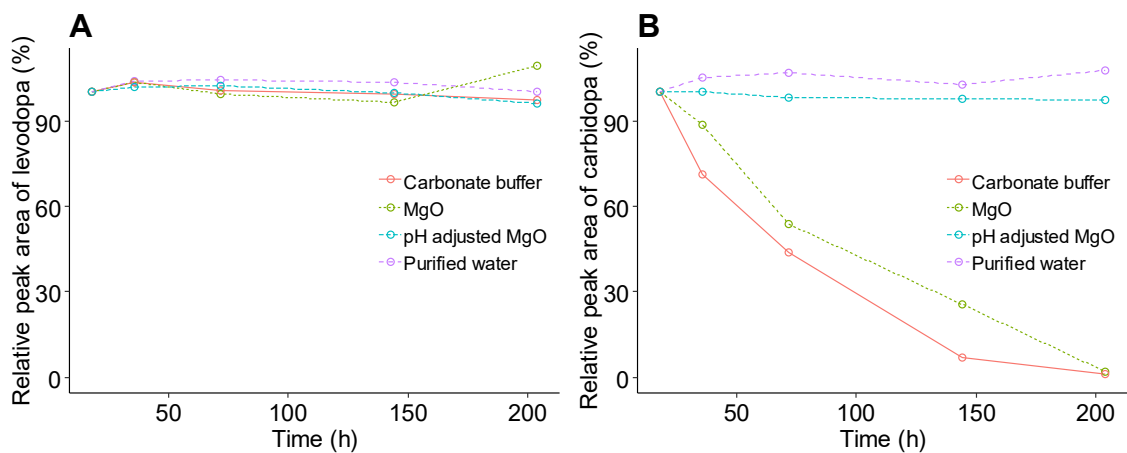 A
Relative peak area of levodopa (%)
90
60
30
0
50 100 150 200
Time (h)
Carbonate buffer
MgO
pH adjusted MgO
Purified water
B
Relative peak area of carbidopa (%)
90
60
30
0
50 100 150 200
Time (h)
Carbonate buffer
MgO
pH adjusted MgO
Purified water